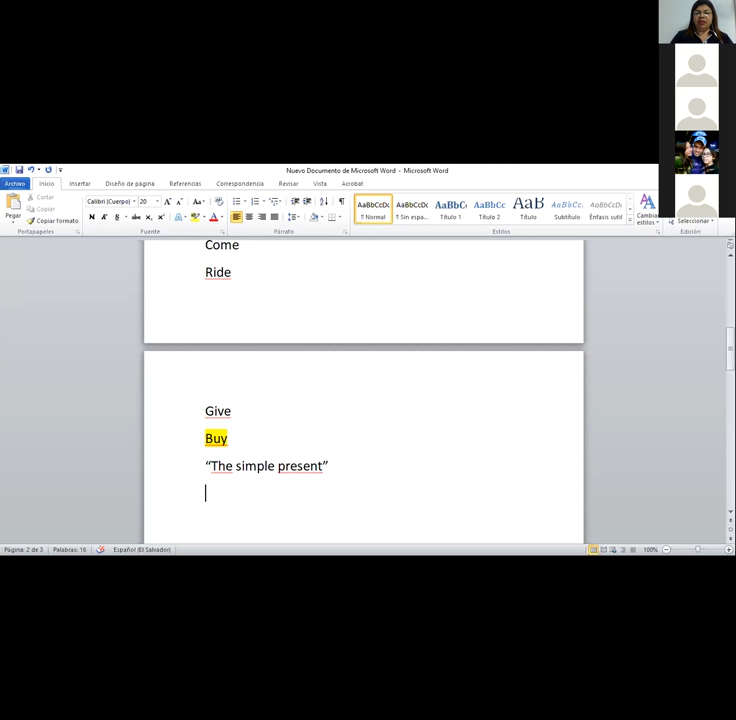 Nuevo Documento de Microsoft Word - Microsoft Word
Archivo Inicio Insertar Diseño de página Referencias Correspondencia Revisar Vista Acrobat
Pegar
Cortar
Copiar
Copiar formato
Portapapeles
Calibri (Cuerpo) 20
Fuente
Párrafo
AaBbCcDc AaBbCcDc AaBbC AaBbCc AaB AaBbCc. AaBbCcDc
¶ Normal ¶ Sin espa... Título 1 Título 2 Título Subtítulo Énfasis sutil
Cambiar estilos
Estilos
Seleccionar
Edición
Come
Ride
Give
Buy
“The simple present”
Página: 2 de 3 Palabras: 16 Español (El Salvador) 100%